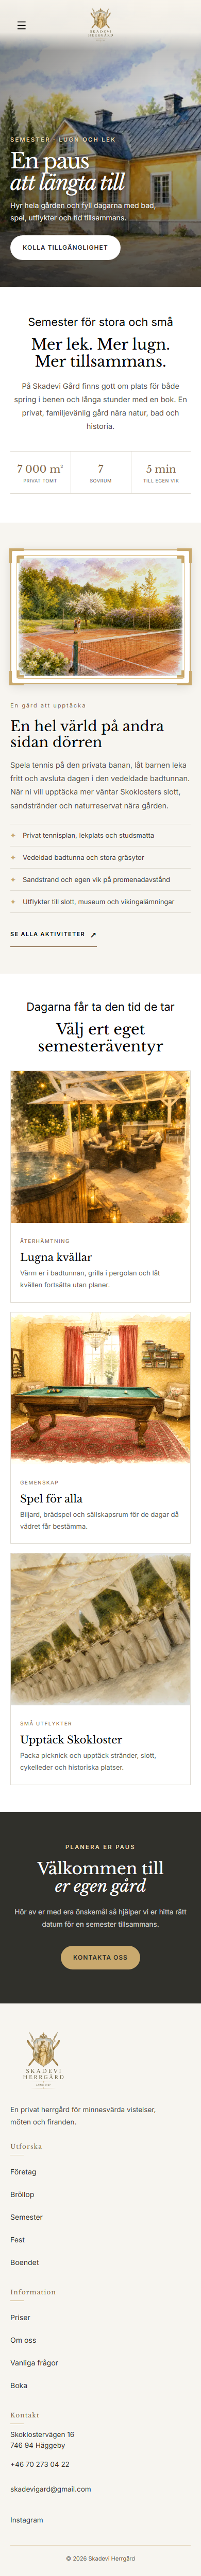 ☰
SKADEVI
HERRGÅRD
SEMESTER · LUGN OCH LEK
En paus
att längta till
Hyr hela gården och fyll dagarna med bad,
spel, utflykter och tid tillsammans.
KOLLA TILLGÄNGLIGHET
Semester för stora och små
Mer lek. Mer lugn.
Mer tillsammans.
På Skadevi Gård finns gott om plats för både
spring i benen och långa stunder med en bok. En
privat, familjevänlig gård nära natur, bad och
historia.
7 000 m²
PRIVAT TOMT
7
SOVRUM
5 min
TILL EGEN VIK
En gård att upptäcka
En hel värld på andra
sidan dörren
Spela tennis på den privata banan, låt barnen leka
fritt och avsluta dagen i den vedeldade badtunnan.
När ni vill upptäcka mer väntar Skoklosters slott,
sandstränder och naturreservat nära gården.
+ Privat tennisplan, lekplats och studsmatta
+ Vedeldad badtunna och stora gräsytor
+ Sandstrand och egen vik på promenadavstånd
+ Utflykter till slott, museum och vikingalämningar
SE ALLA AKTIVITETER ↗
Dagarna får ta den tid de tar
Välj ert eget
semesteräventyr
ÅTERHÄMTNING
Lugna kvällar
Värm er i badtunnan, grilla i pergolan och låt
kvällen fortsätta utan planer.
GEMENSKAP
Spel för alla
Biljard, brädspel och sällskapsrum för de dagar då
vädret får bestämma.
SMÅ UTFLYKTER
Upptäck Skokloster
Packa picknick och upptäck stränder, slott,
cykelleder och historiska platser.
PLANERA ER PAUS
Välkommen till
er egen gård
Hör av er med era önskemål så hjälper vi er hitta rätt
datum för en semester tillsammans.
KONTAKTA OSS
SKADEVI
HERRGÅRD
En privat herrgård för minnesvärda vistelser,
möten och firanden.
Utforska
Företag
Bröllop
Semester
Fest
Boende
Information
Priser
Om oss
Vanliga frågor
Boka
Kontakt
Skoklostervägen 16
746 94 Häggeby
+46 70 273 04 22
skadevigard@gmail.com
Instagram
© 2026 Skadevi Herrgård